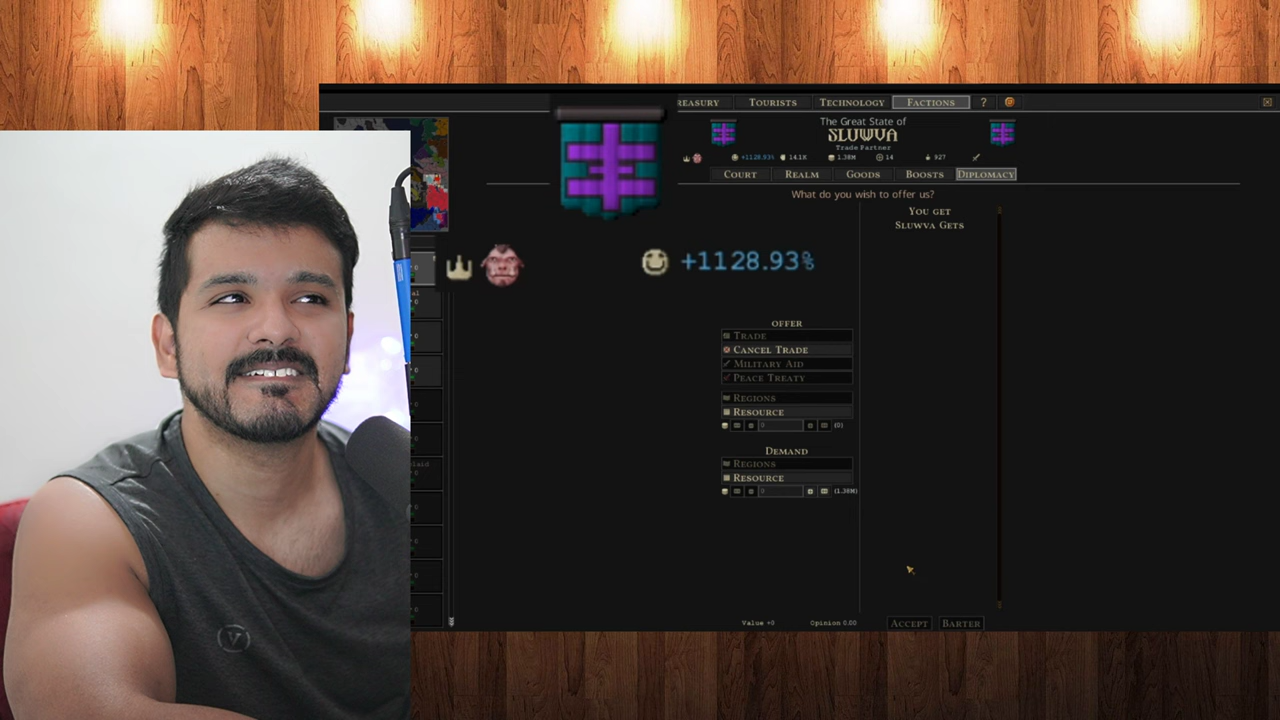 TREASURY TOURISTS TECHNOLOGY FACTIONS ?
The Great State of
SLUWVA
Trade Partner
+1128.93% 14.1K 1.38M 14 927
COURT REALM GOODS BOOSTS DIPLOMACY
What do you wish to offer us?
YOU GET
SLUWVA GETS
+1128.93%
OFFER
TRADE
CANCEL TRADE
MILITARY AID
PEACE TREATY
REGIONS
RESOURCE
0 (0)
DEMAND
REGIONS
RESOURCE
0 (1.38M)
Value +0 Opinion 0.00 ACCEPT BARTER
V